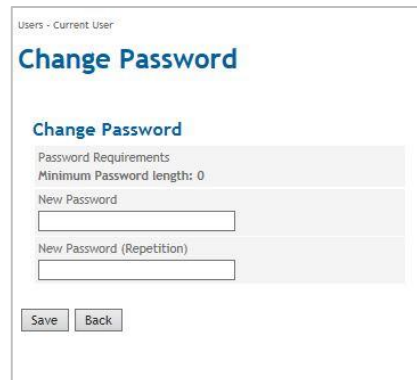 Users - Current User
Change Password
Change Password
Password Requirements
Minimum Password length: 0
New Password
New Password (Repetition)
Save Back